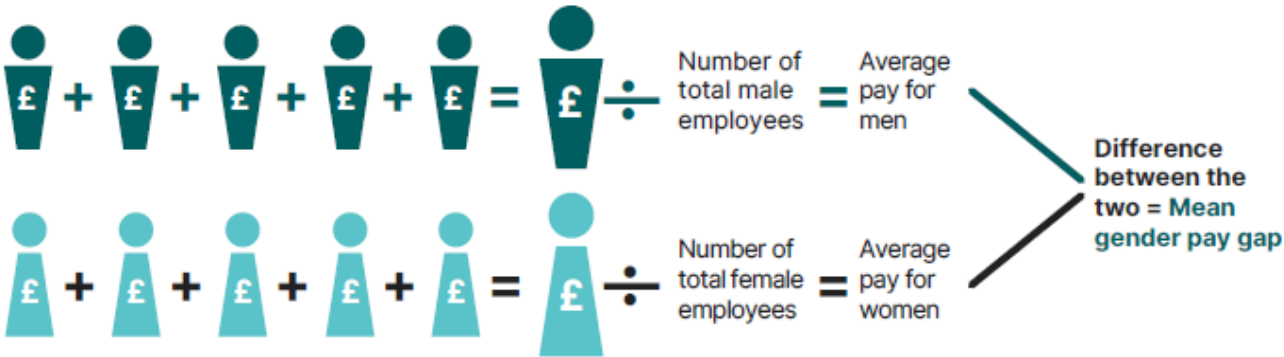 £ + £ + £ + £ + £ = £ ÷
Number of
total male
employees
=
Average
pay for
men
£ + £ + £ + £ + £ = £ ÷
Number of
total female
employees
=
Average
pay for
women
Difference
between the
two = Mean
gender pay gap